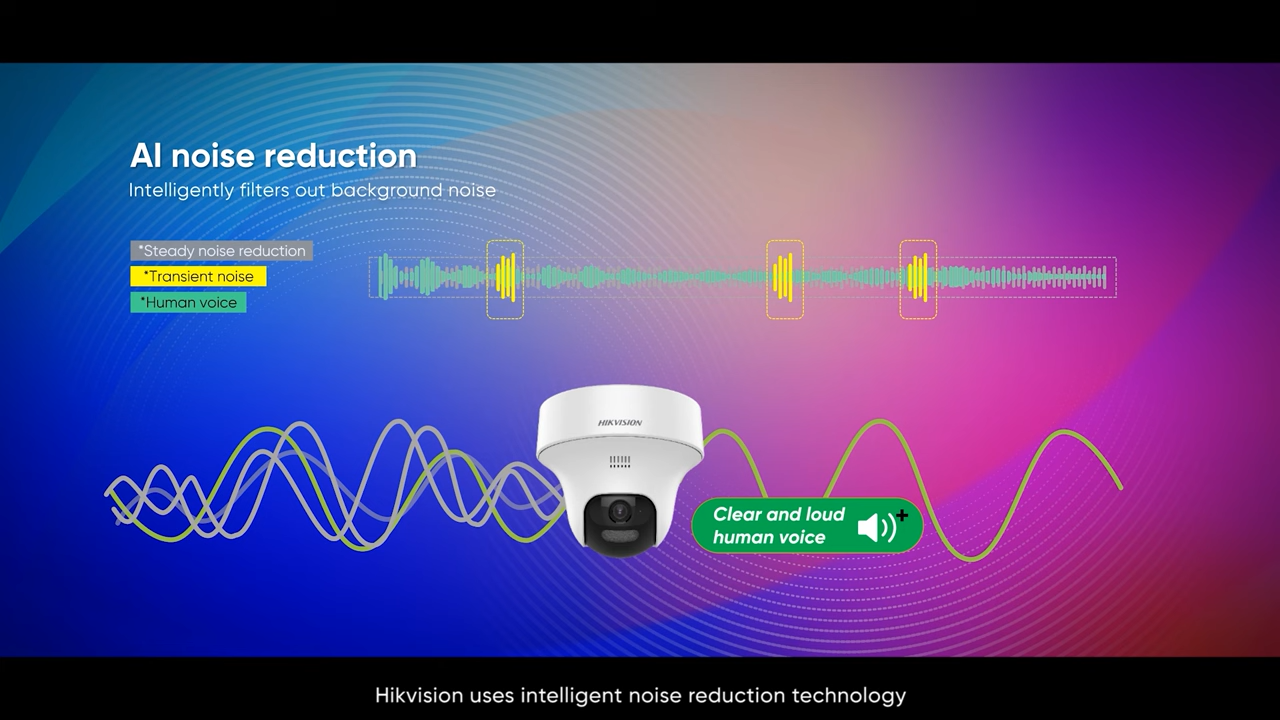 AI noise reduction
Intelligently filters out background noise
*Steady noise reduction
*Transient noise
*Human voice
HIKVISION
Clear and loud
human voice
Hikvision uses intelligent noise reduction technology